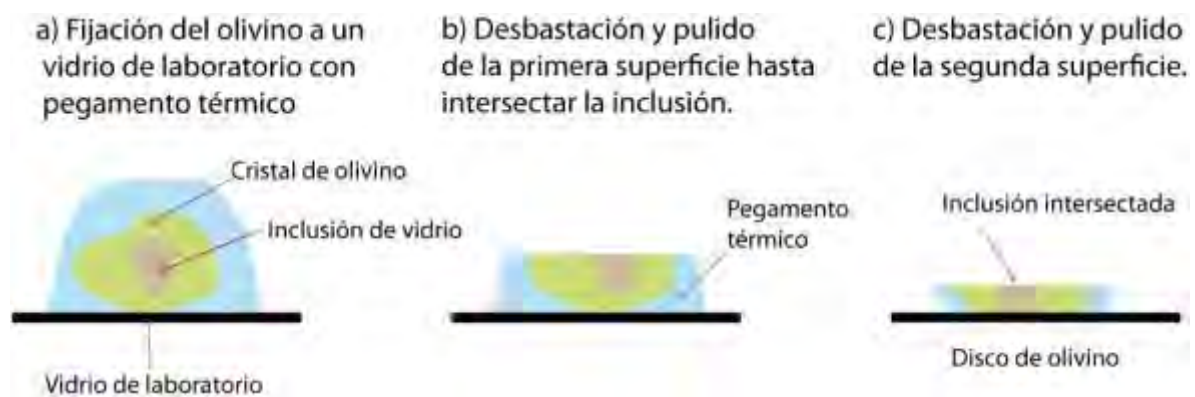 a) Fijación del olivino a un
vidrio de laboratorio con
pegamento térmico
b) Desbastación y pulido
de la primera superficie hasta
intersectar la inclusión.
c) Desbastación y pulido
de la segunda superficie.
Cristal de olivino
Inclusión de vidrio
Vidrio de laboratorio
Pegamento
térmico
Inclusión intersectada
Disco de olivino